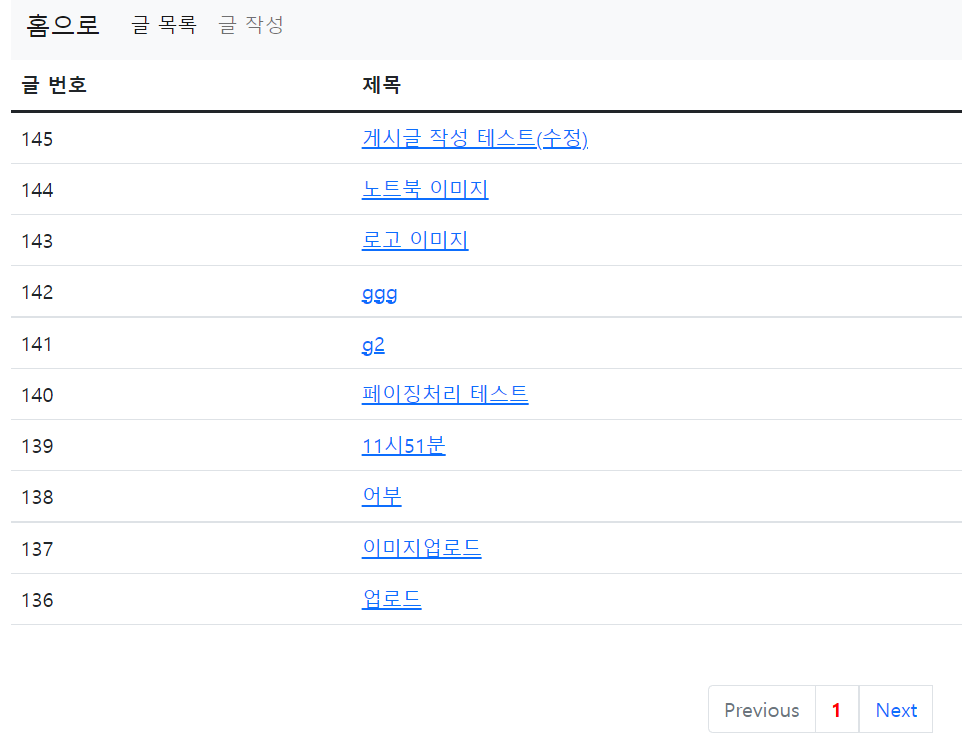 홈으로 글 목록 글 작성
글 번호 제목
145 게시글 작성 테스트(수정)
144 노트북 이미지
143 로고 이미지
142 ggg
141 g2
140 페이징처리 테스트
139 11시51분
138 어부
137 이미지업로드
136 업로드
Previous 1 Next